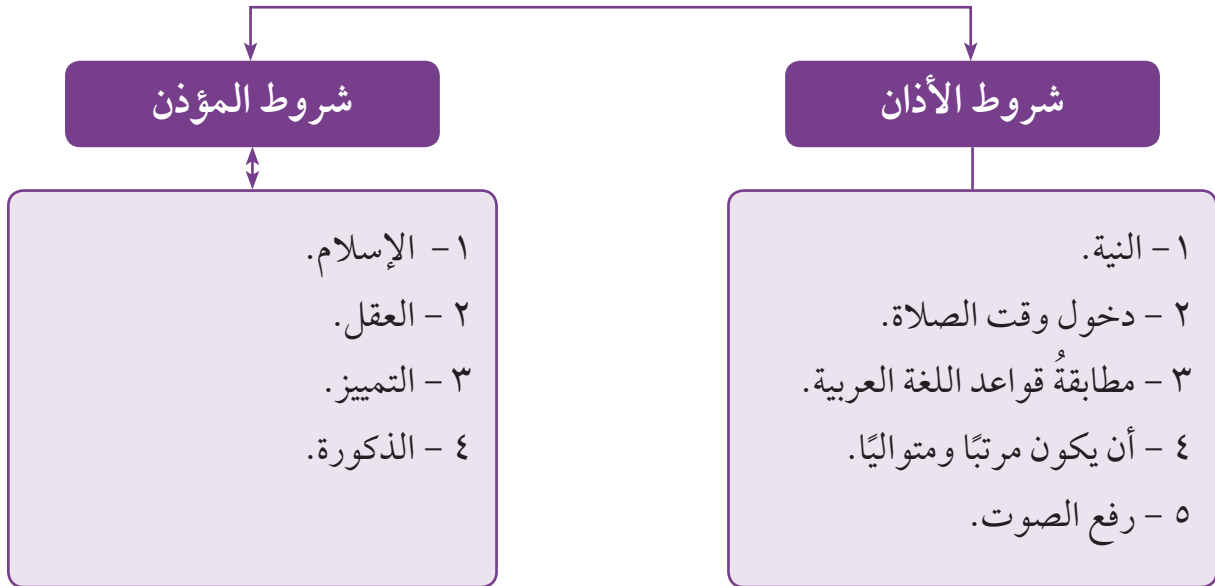 شروط الأذان
١ – النية.
٢ – دخول وقت الصلاة.
٣ – مطابقةُ قواعد اللغة العربية.
٤ – أن يكون مرتبًا ومتواليًا.
٥ – رفع الصوت.
شروط المؤذن
١ – الإسلام.
٢ – العقل.
٣ – التمييز.
٤ – الذكورة.